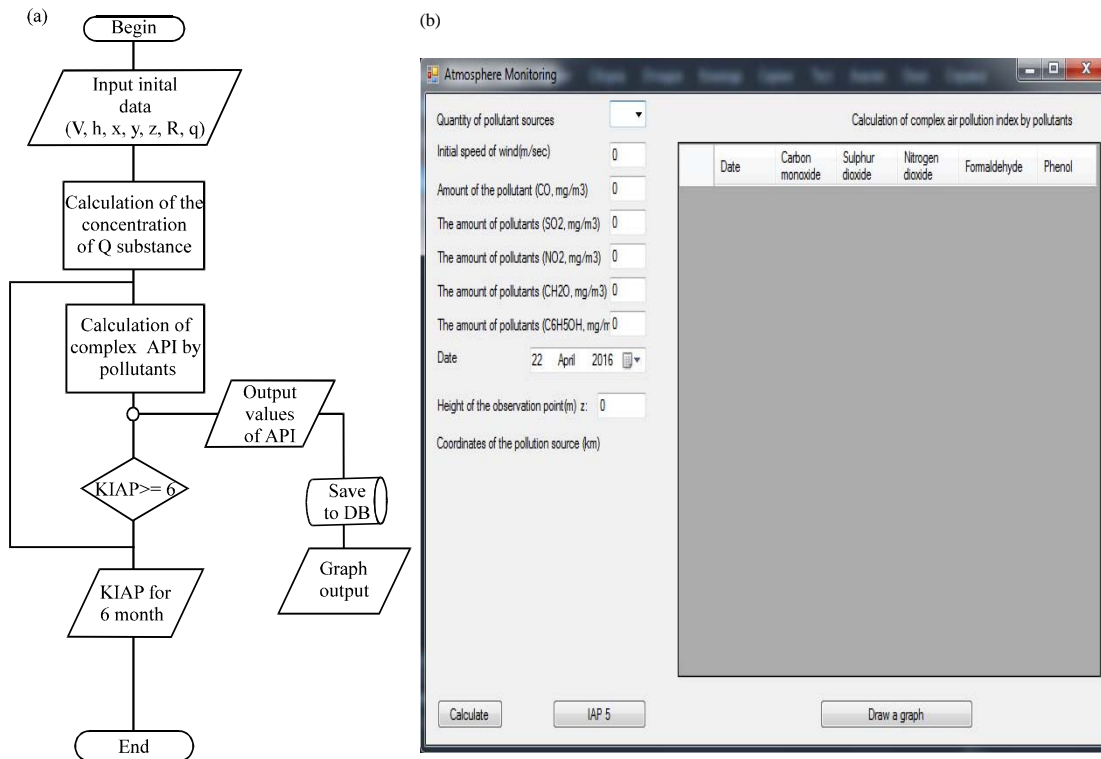 (a)
Begin
Input inital
data
(V, h, x, y, z, R, q)
Calculation of the
concentration
of Q substance
Calculation of
complex API by
pollutants
Output
values
of API
KIAP>= 6
Save
to DB
Graph
output
KIAP for
6 month
End
(b)
Atmosphere Monitoring
Quantity of pollutant sources
Initial speed of wind(m/sec) 0
Amount of the pollutant (CO, mg/m3) 0
The amount of pollutants (SO2, mg/m3) 0
The amount of pollutants (NO2, mg/m3) 0
The amount of pollutants (CH2O, mg/m3) 0
The amount of pollutants (C6H5OH, mg/m 0
Date 22 April 2016
Height of the observation point(m) z: 0
Coordinates of the pollution source (km)
Calculation of complex air pollution index by pollutants
Date Carbon monoxide Sulphur dioxide Nitrogen dioxide Formaldehyde Phenol
Calculate IAP 5 Draw a graph